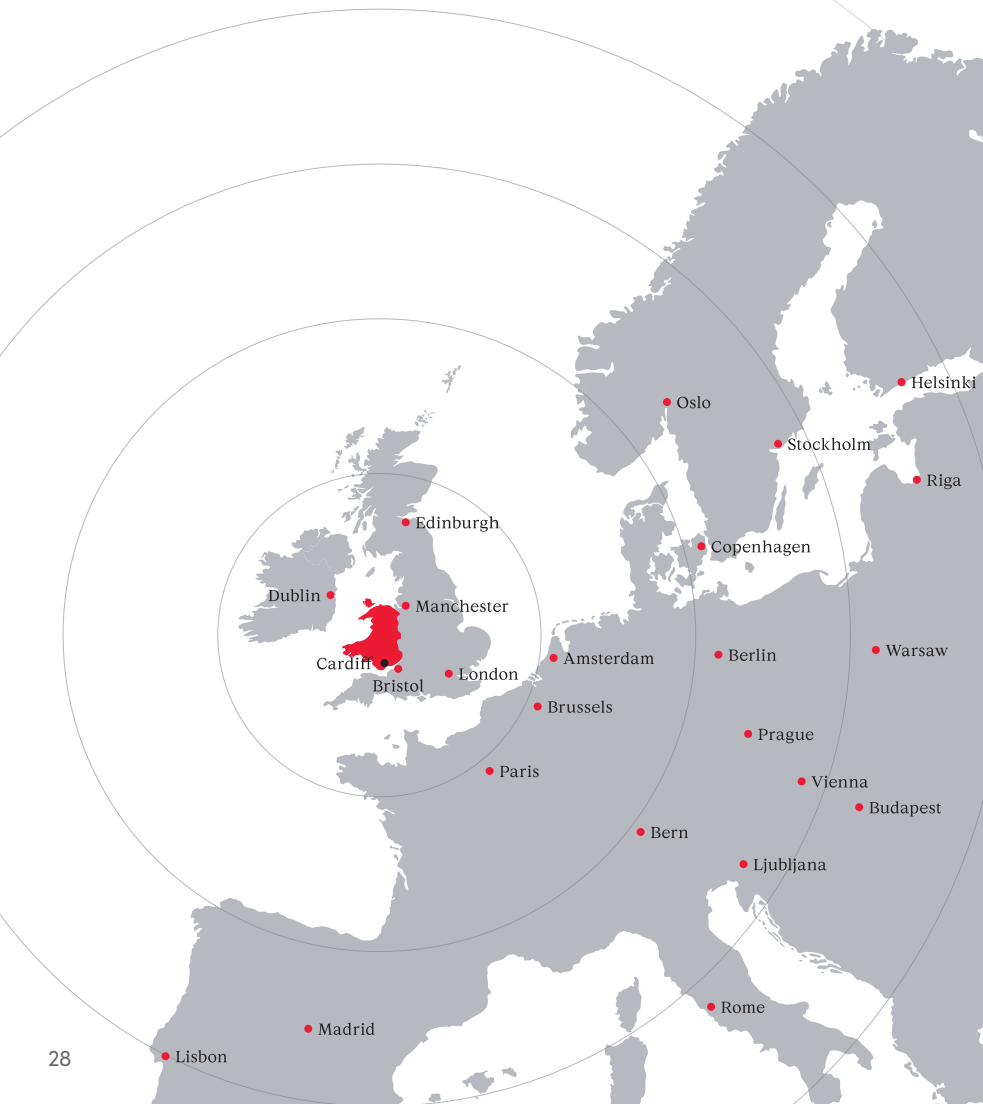 Helsinki
Oslo
Stockholm
Riga
Edinburgh
Copenhagen
Dublin
Manchester
Warsaw
Berlin
Amsterdam
Cardiff
London
Bristol
Brussels
Prague
Paris
Vienna
Budapest
Bern
Ljubljana
Rome
Madrid
Lisbon
28